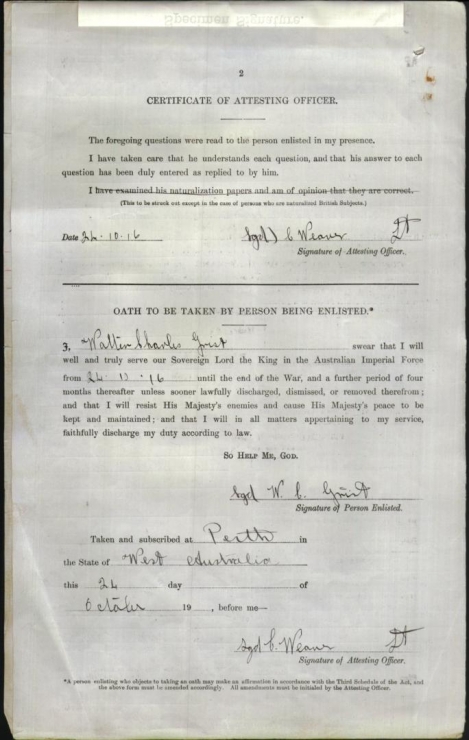 Specimen Signature.
2
CERTIFICATE OF ATTESTING OFFICER.
The foregoing questions were read to the person enlisted in my presence.
I have taken care that he understands each question, and that his answer to each
question has been duly entered as replied to by him.
I have examined his naturalization papers and am of opinion that they are correct.
(This to be struck out except in the case of persons who are naturalized British Subjects.)
Date 24.10.16 Sgd) C Weaver Lt
Signature of Attesting Officer.
OATH TO BE TAKEN BY PERSON BEING ENLISTED.*
I, Walter Charles Grist swear that I will
well and truly serve our Sovereign Lord the King in the Australian Imperial Force
from 24.10.16 until the end of the War, and a further period of four
months thereafter unless sooner lawfully discharged, dismissed, or removed therefrom;
and that I will resist His Majesty's enemies and cause His Majesty's peace to be
kept and maintained; and that I will in all matters appertaining to my service,
faithfully discharge my duty according to law.
SO HELP ME, GOD.
Sgd W. C. Grist
Signature of Person Enlisted.
Taken and subscribed at Perth in
the State of West Australia
this 24 day of
October 19 , before me—
Sgd C. Weaver Lt
Signature of Attesting Officer.
*A person enlisting who objects to taking an oath may make an affirmation in accordance with the Third Schedule of the Act, and
the above form must be amended accordingly. All amendments must be initialed by the Attesting Officer.